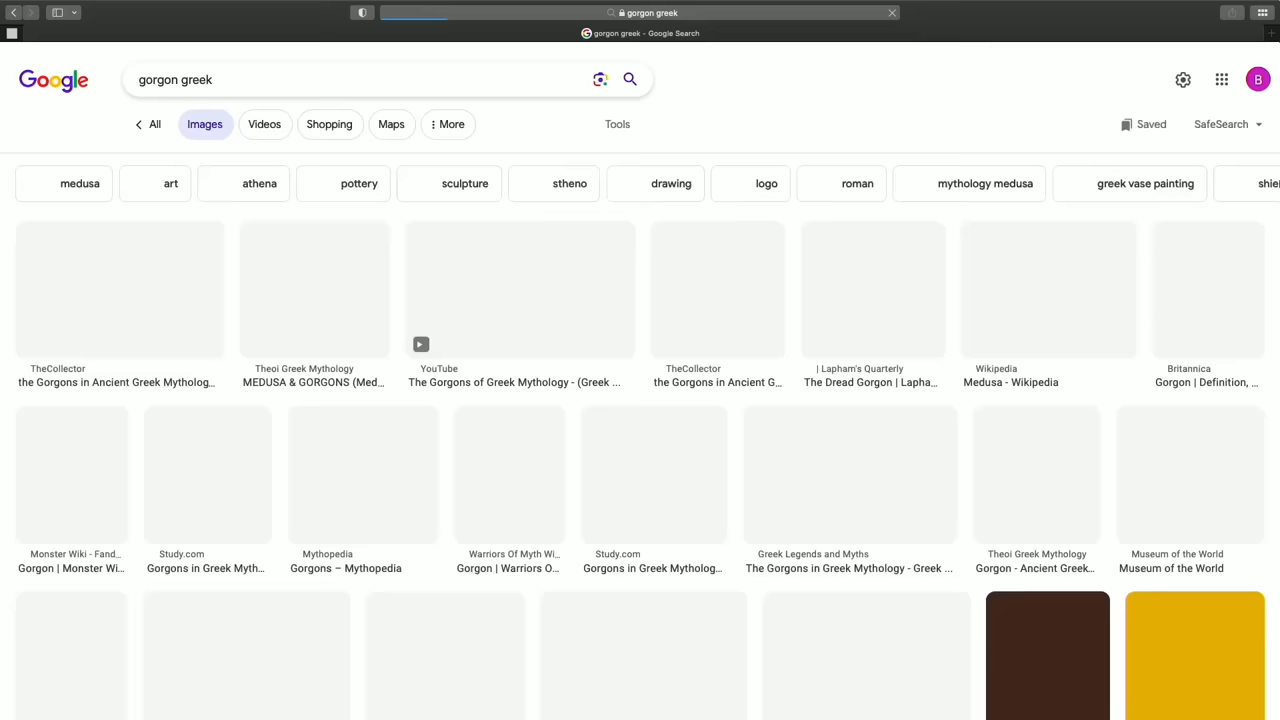 gorgon greek
gorgon greek - Google Search
Google
gorgon greek
B
All
Images
Videos
Shopping
Maps
More
Tools
Saved
SafeSearch
medusa
art
athena
pottery
sculpture
stheno
drawing
logo
roman
mythology medusa
greek vase painting
TheCollector
the Gorgons in Ancient Greek Mytholog...
Theoi Greek Mythology
MEDUSA & GORGONS (Med...
YouTube
The Gorgons of Greek Mythology - (Greek ...
TheCollector
the Gorgons in Ancient G...
| Lapham's Quarterly
The Dread Gorgon | Lapha...
Wikipedia
Medusa - Wikipedia
Britannica
Gorgon | Definition, ...
Monster Wiki - Fand...
Gorgon | Monster Wi...
Study.com
Gorgons in Greek Myth...
Mythopedia
Gorgons – Mythopedia
Warriors Of Myth Wi...
Gorgon | Warriors O...
Study.com
Gorgons in Greek Mytholog...
Greek Legends and Myths
The Gorgons in Greek Mythology - Greek ...
Theoi Greek Mythology
Gorgon - Ancient Greek...
Museum of the World
Museum of the World